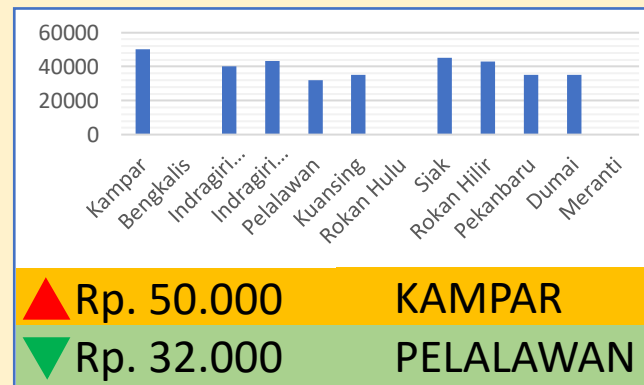 60000
40000
20000
0
Kampar
Bengkalis
Indragiri...
Indragiri...
Pelalawan
Kuansing
Rokan Hulu
Siak
Rokan Hilir
Pekanbaru
Dumai
Meranti
Rp. 50.000 KAMPAR
Rp. 32.000 PELALAWAN